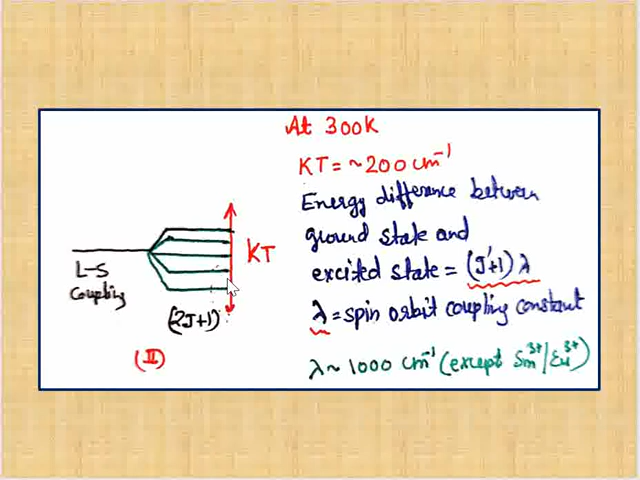 At 300K
KT = ~200 cm⁻¹
Energy difference between
ground state and
excited state = (J'+1) λ
λ = spin orbit coupling constant
λ ~ 1000 cm⁻¹ (except Sm³⁺/Eu³⁺)
KT
L-S
Coupling
(2J+1)
(II)